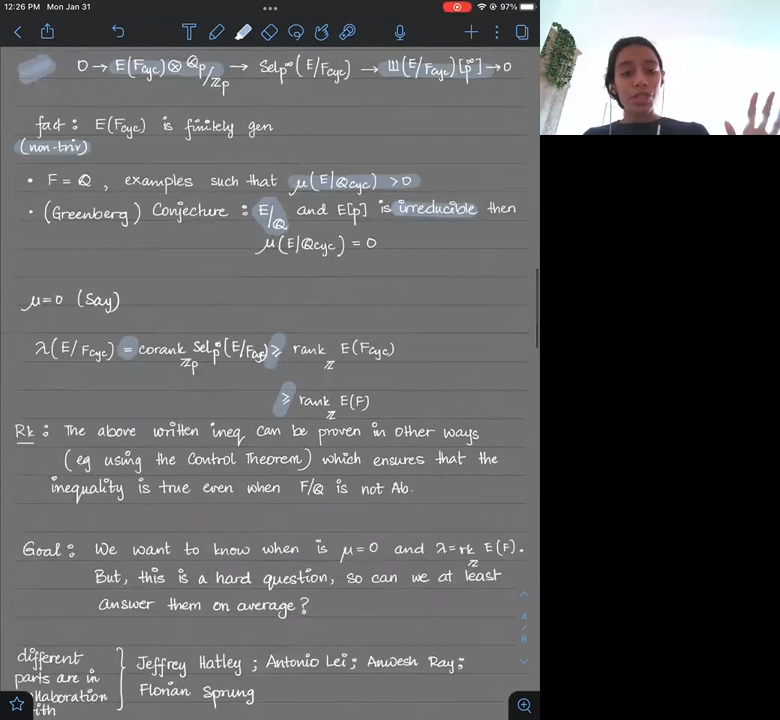 12:26 PM Mon Jan 31
97%
0 → E(Fcyc) ⊗ Qp/Zp → Selp∞(E/Fcyc) → Ш(E/Fcyc)[p∞] → 0
fact : E(Fcyc) is finitely gen
(non-triv)
• F = Q , examples such that μ(E|Qcyc) > 0
• (Greenberg) Conjecture : E/Q and E[p] is irreducible then
μ(E|Qcyc) = 0
μ=0 (Say)
λ(E/Fcyc) = corank Zp Selp∞(E/Fcyc) ≥ rank Z E(Fcyc)
≥ rank Z E(F)
Rk : The above written ineq can be proven in other ways
(eg using the Control Theorem) which ensures that the
inequality is true even when F/Q is not Ab.
Goal : We want to know when is μ=0 and λ=rk Z E(F).
But, this is a hard question, so can we at least
answer them on average?
4
/
8
different
parts are in
collaboration
with
Jeffrey Hatley ; Antonio Lei ; Anwesh Ray ;
Florian Sprung